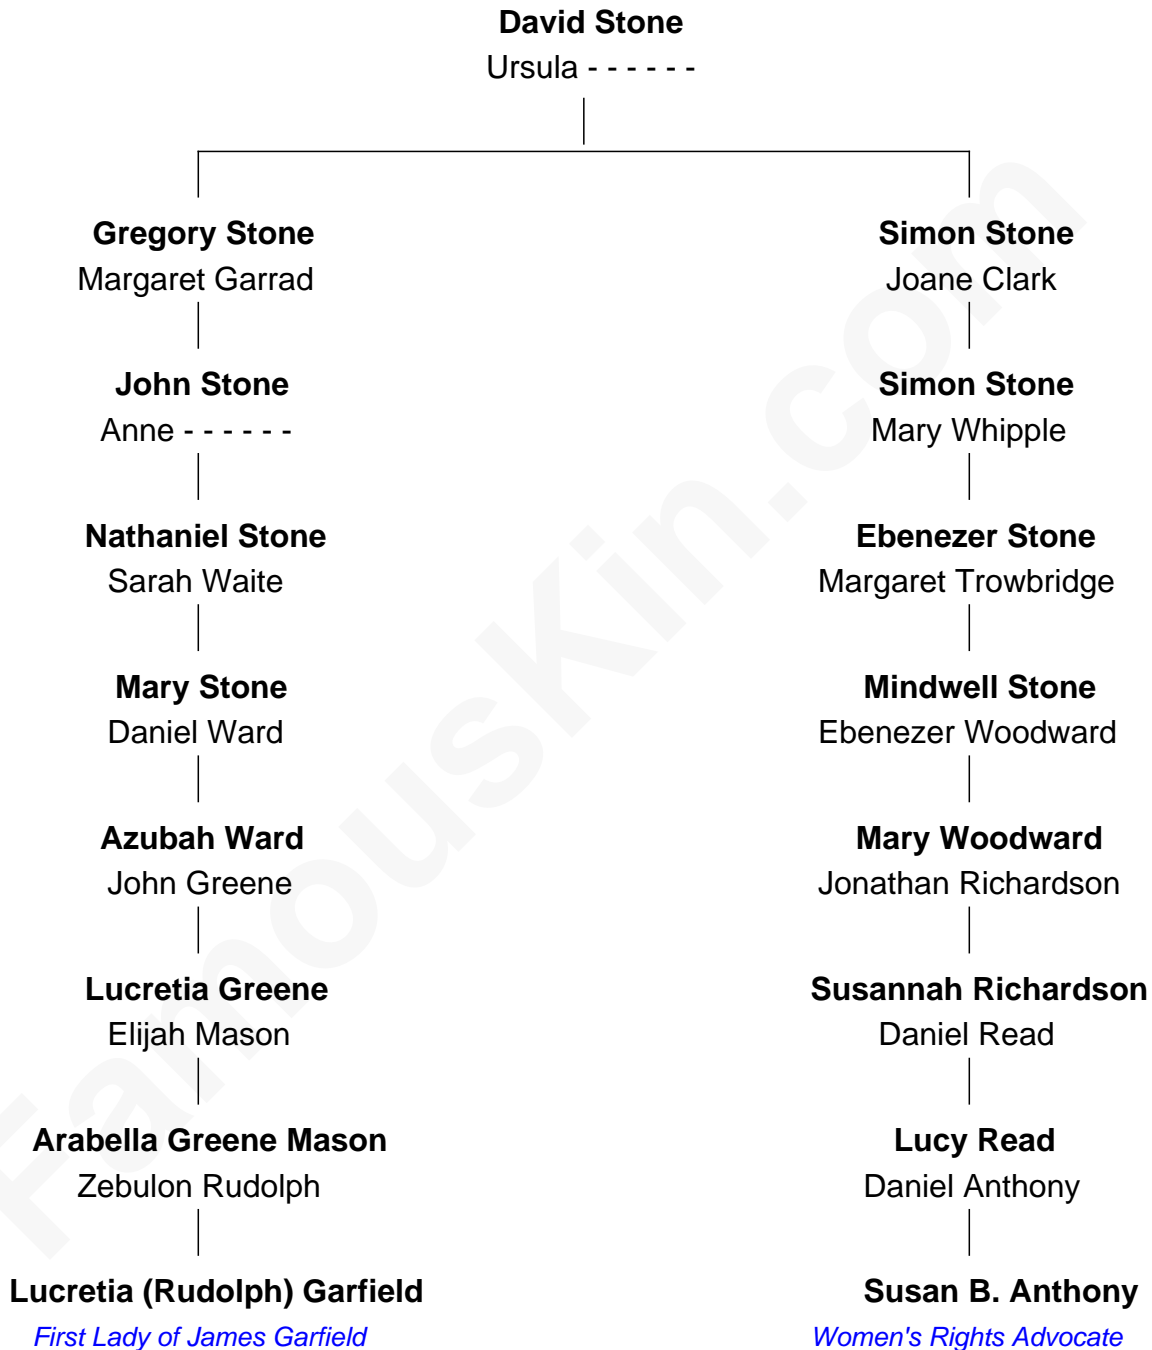 David Stone
Ursula - - - - - -
Gregory Stone
Margaret Garrad
Simon Stone
Joane Clark
John Stone
Anne - - - - - -
Simon Stone
Mary Whipple
Nathaniel Stone
Sarah Waite
Ebenezer Stone
Margaret Trowbridge
Mary Stone
Daniel Ward
Mindwell Stone
Ebenezer Woodward
Azubah Ward
John Greene
Mary Woodward
Jonathan Richardson
Lucretia Greene
Elijah Mason
Susannah Richardson
Daniel Read
Arabella Greene Mason
Zebulon Rudolph
Lucy Read
Daniel Anthony
Lucretia (Rudolph) Garfield
First Lady of James Garfield
Susan B. Anthony
Women's Rights Advocate
FamousKin.com